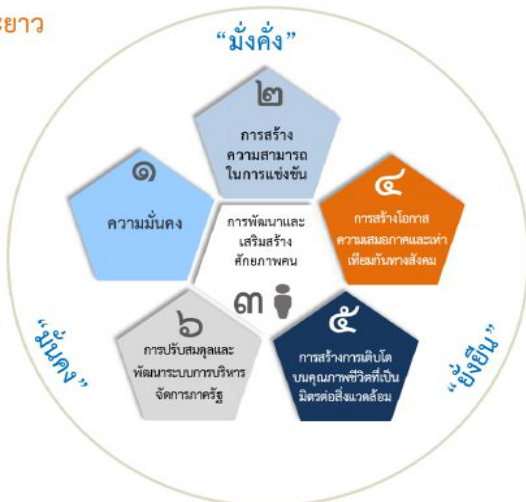 ะยาว
“มั่งคั่ง”
๒
การสร้าง
ความสามารถ
ในการแข่งขัน
๑
ความมั่นคง
๔
การสร้างโอกาส
ความเสมอภาคและเท่า
เทียมกันทางสังคม
การพัฒนาและ
เสริมสร้าง
ศักยภาพคน
๓
๖
การปรับสมดุลและ
พัฒนาระบบการบริหาร
จัดการภาครัฐ
๕
การสร้างการเติบโต
บนคุณภาพชีวิตที่เป็น
มิตรต่อสิ่งแวดล้อม
“มั่นคง”
“ยั่งยืน”